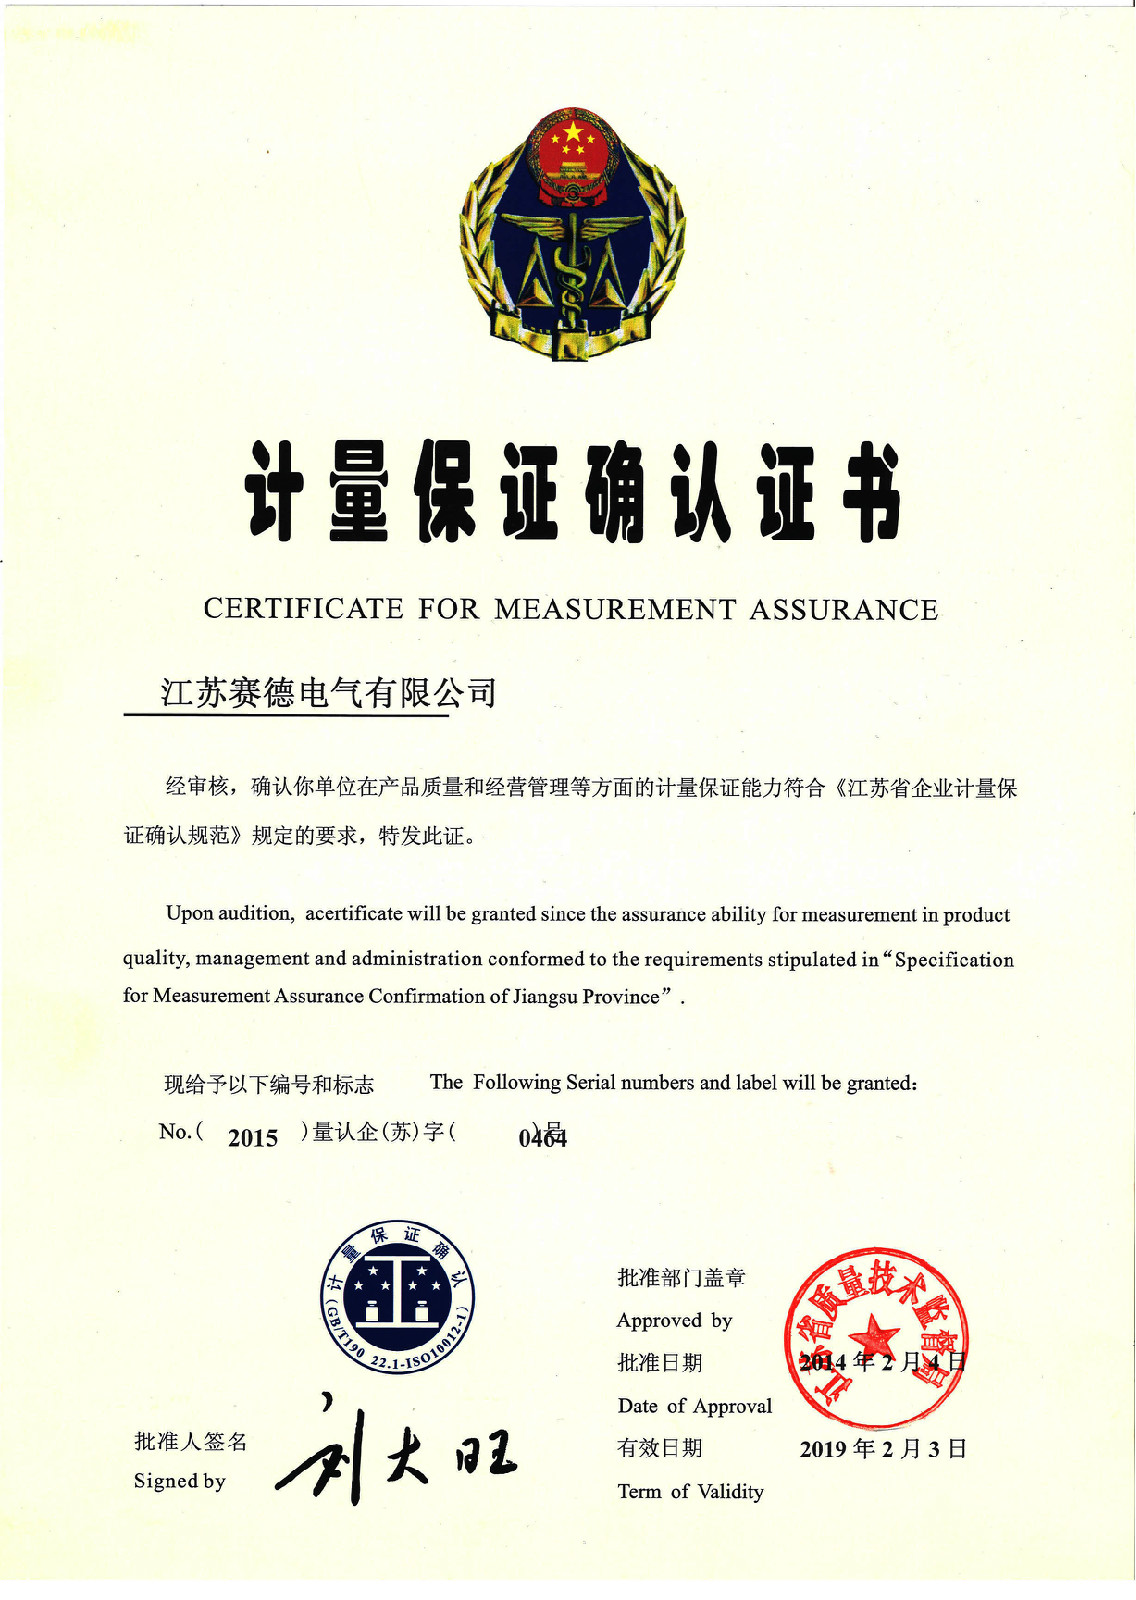 计量保证确认证书
CERTIFICATE FOR MEASUREMENT ASSURANCE
江苏赛德电气有限公司
经审核，确认你单位在产品质量和经营管理等方面的计量保证能力符合《江苏省企业计量保
证确认规范》规定的要求，特发此证。
Upon audition, acertificate will be granted since the assurance ability for measurement in product
quality, management and administration conformed to the requirements stipulated in “Specification
for Measurement Assurance Confirmation of Jiangsu Province” .
现给予以下编号和标志 The Following Serial numbers and label will be granted:
No.( 2015 )量认企(苏)字( 0464 )号
计量保证确认
(GB/T190 22.1-ISO10012-1)
批准部门盖章
Approved by
江苏省质量技术监督局
批准日期 2014 年 2 月 4 日
Date of Approval
有效日期 2019 年 2 月 3 日
Term of Validity
批准人签名
Signed by
刘大旺